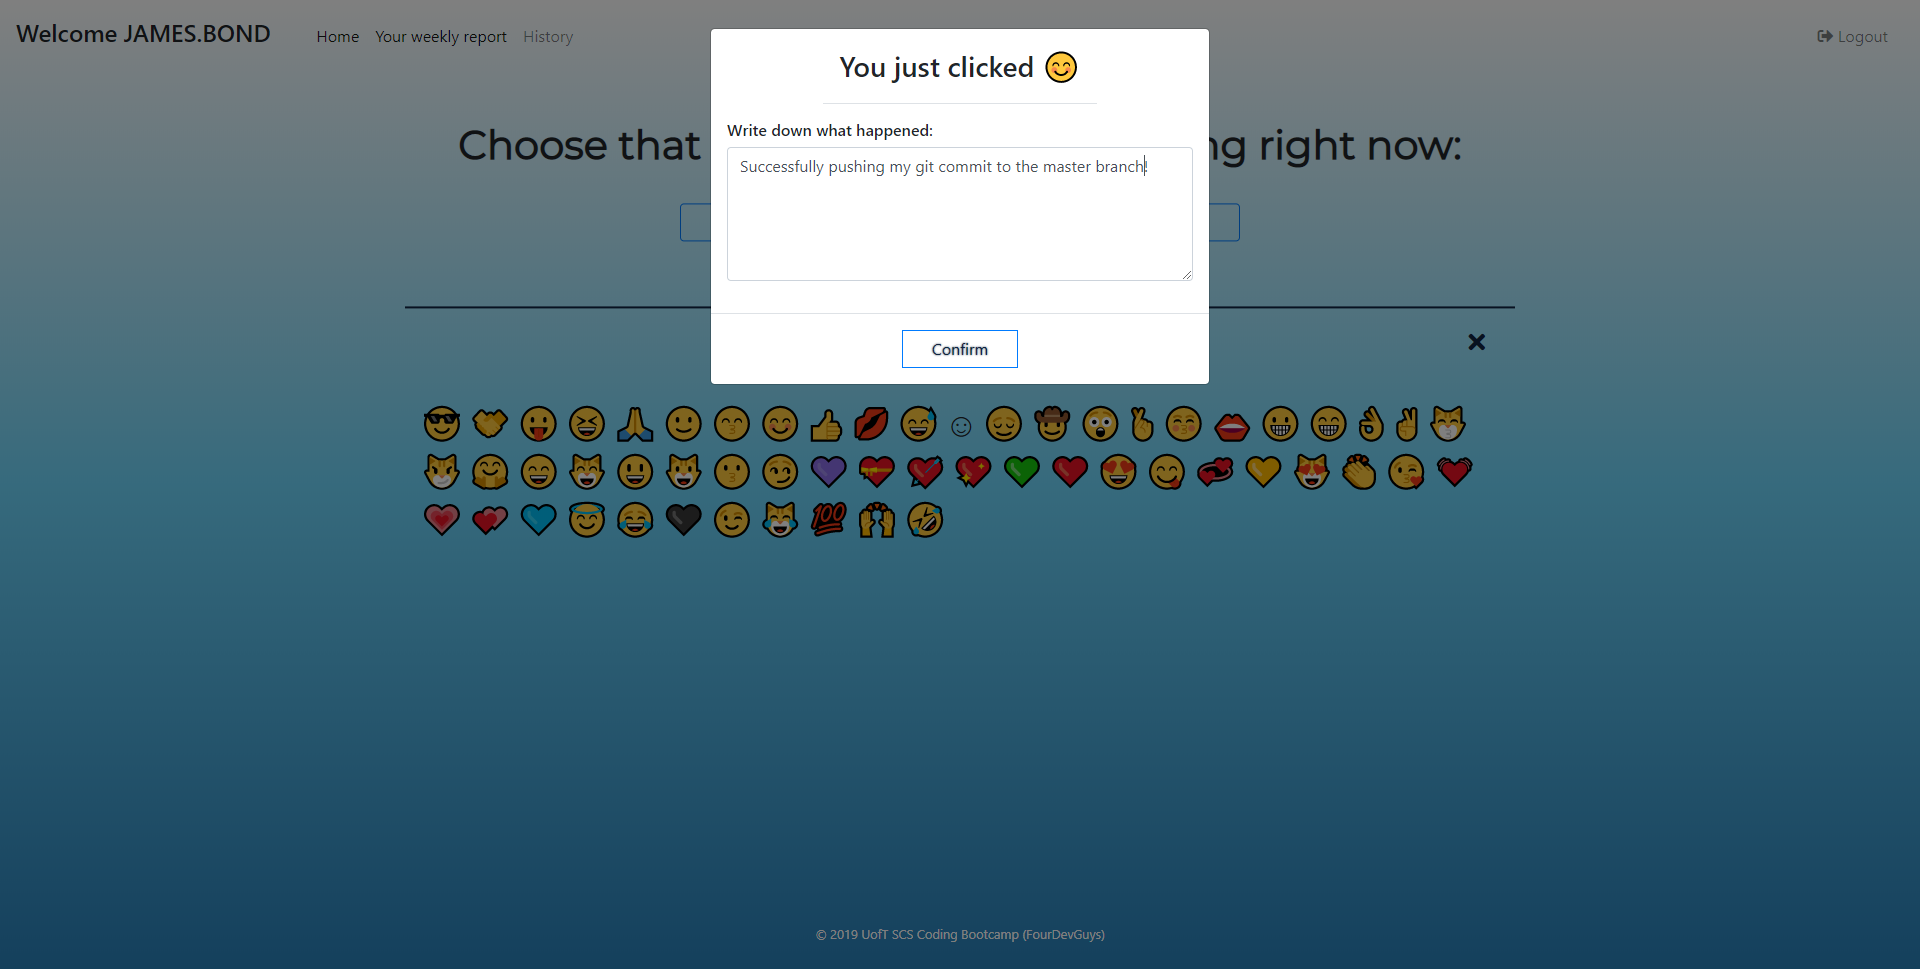 Welcome JAMES.BOND
Home
Your weekly report
History
Logout
You just clicked 😊
Choose that
right now:
Write down what happened:
Successfully pushing my git commit to the master branch!
Confirm
💯
© 2019 UofT SCS Coding Bootcamp (FourDevGuys)